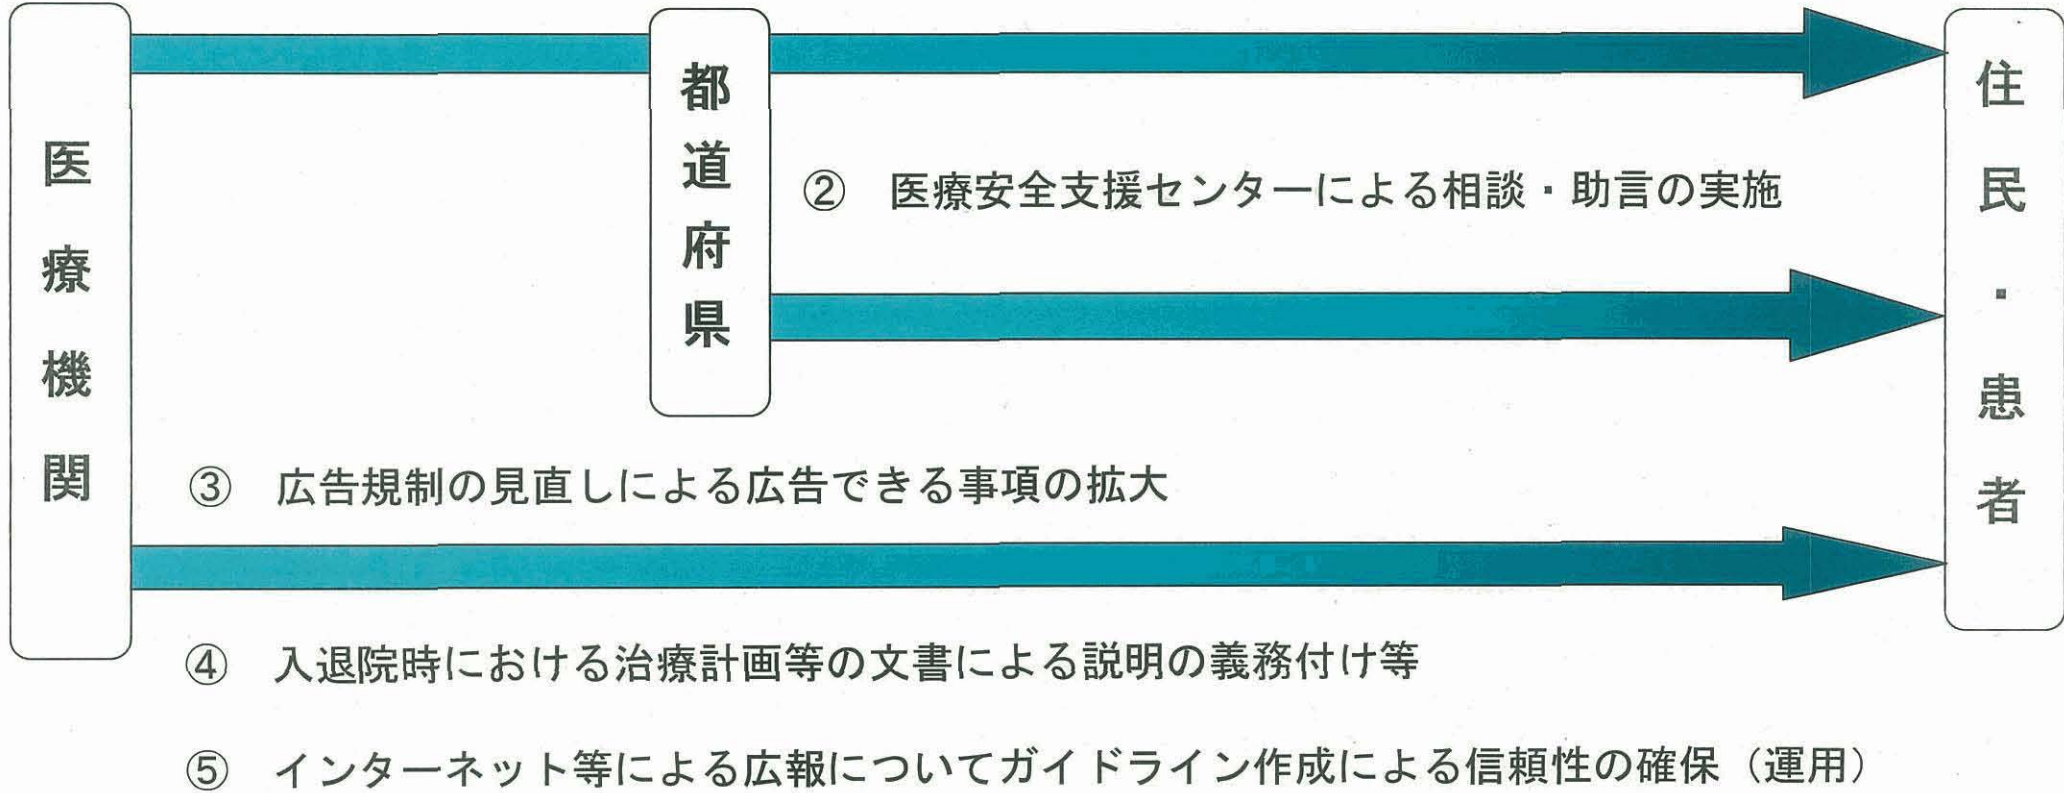 医療機関
都道府県
住民・患者
② 医療安全支援センターによる相談・助言の実施
③ 広告規制の見直しによる広告できる事項の拡大
④ 入退院時における治療計画等の文書による説明の義務付け等
⑤ インターネット等による広報についてガイドライン作成による信頼性の確保（運用）